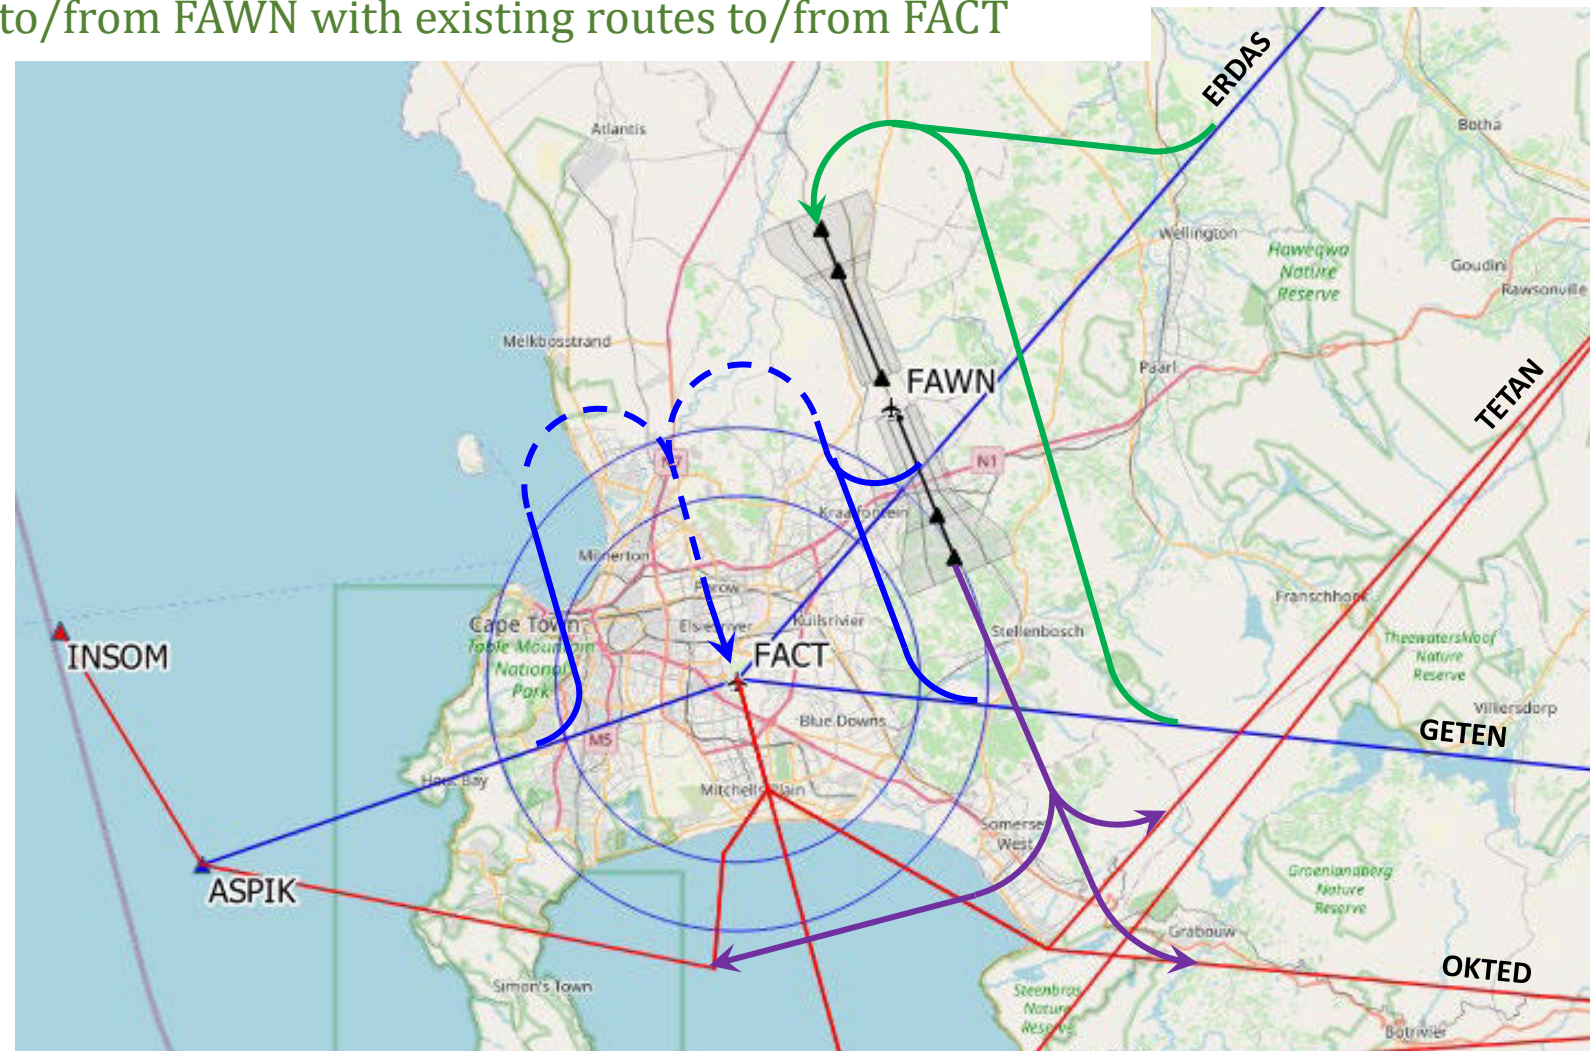 to/from FAWN with existing routes to/from FACT
ERDAS
Atlantis
Botha
Wellington
Hawequa
Nature
Reserve
Goudini
Rawsonville
Melkbosstrand
FAWN
Paarl
TETAN
N7
N1
Kraaifontein
Milnerton
Parow
Franschhoek
Cape Town
Elsies River
Kuilsrivier
Stellenbosch
Table Mountain
National
Park
Theewaterskloof
Nature
Reserve
INSOM
FACT
Villiersdorp
Blue Downs
GETEN
M5
Hout Bay
Mitchells Plain
Somerset
West
ASPIK
Groenlandberg
Nature
Reserve
Grabouw
OKTED
Simon's Town
Steenbras
Nature
Reserve
Botrivier